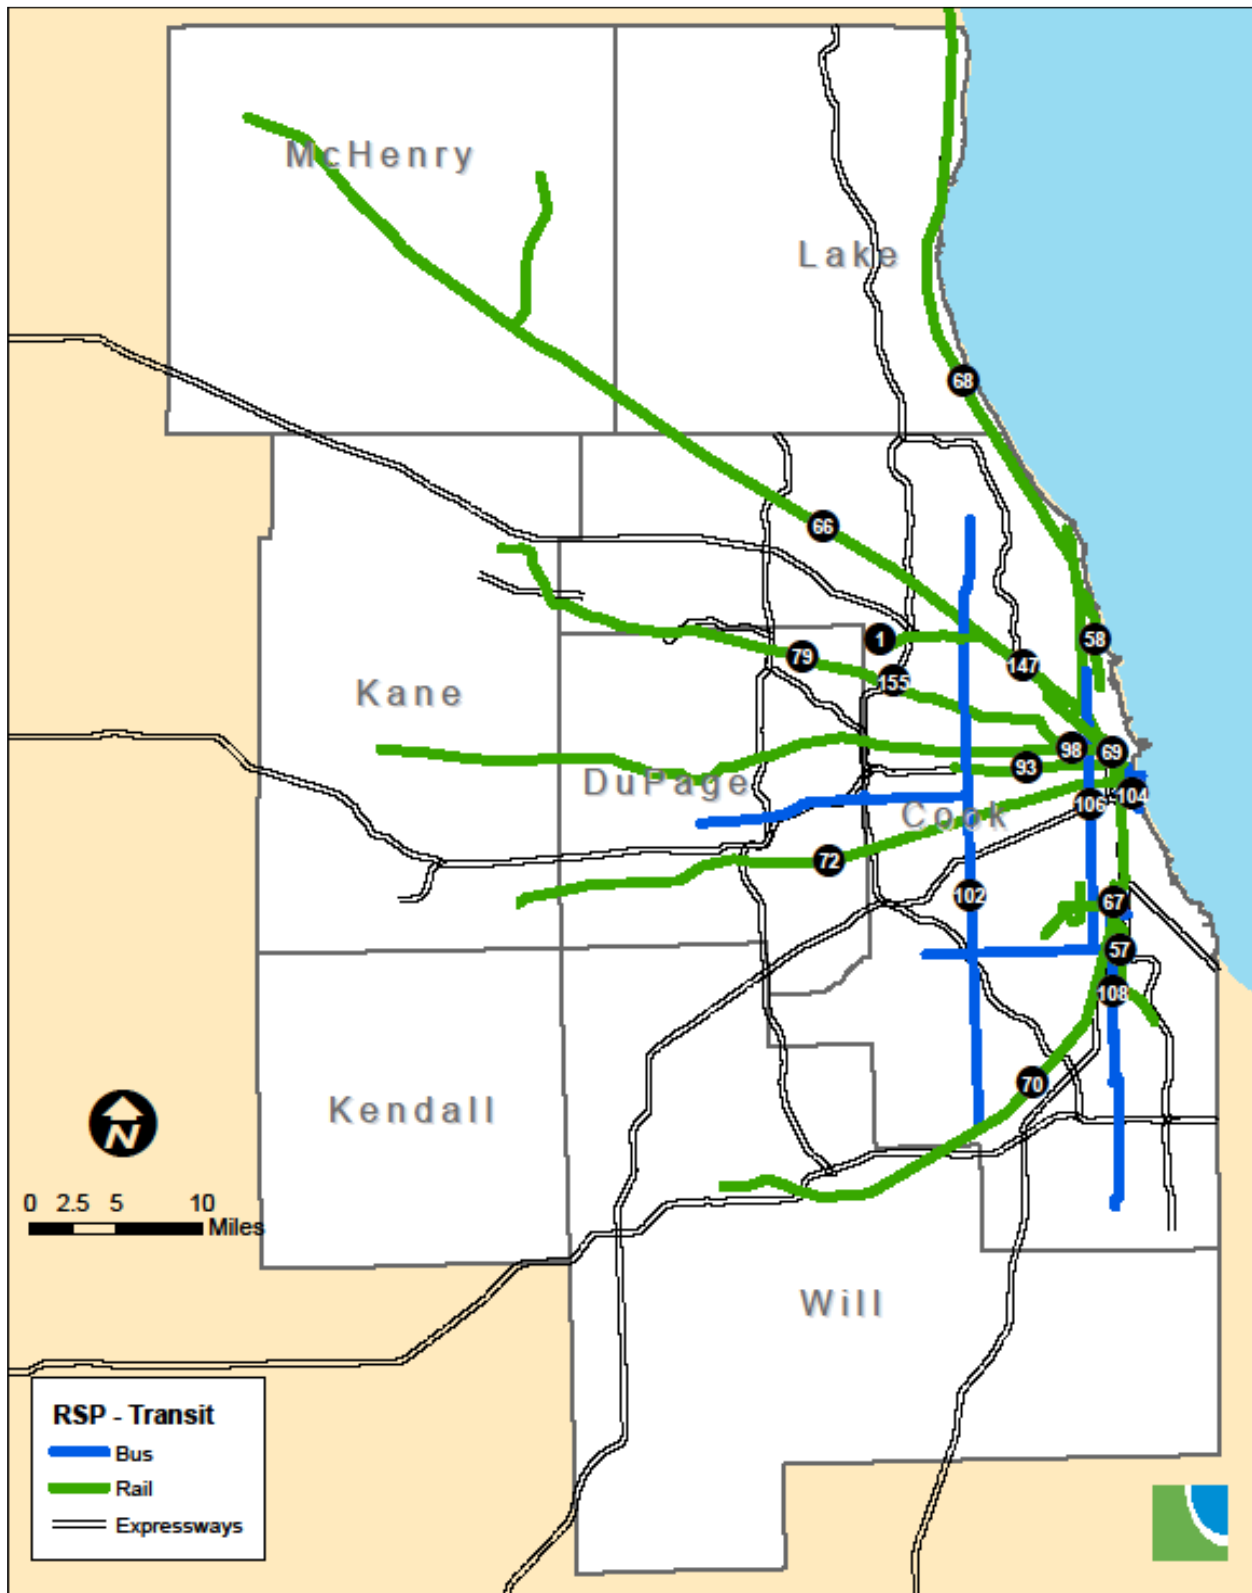 McHenry
Lake
68
66
1
58
79
147
155
Kane
98
69
DuPage
93
104
106
Cook
72
102
67
57
108
70
Kendall
N
0 2.5 5 10
Miles
Will
RSP - Transit
Bus
Rail
Expressways